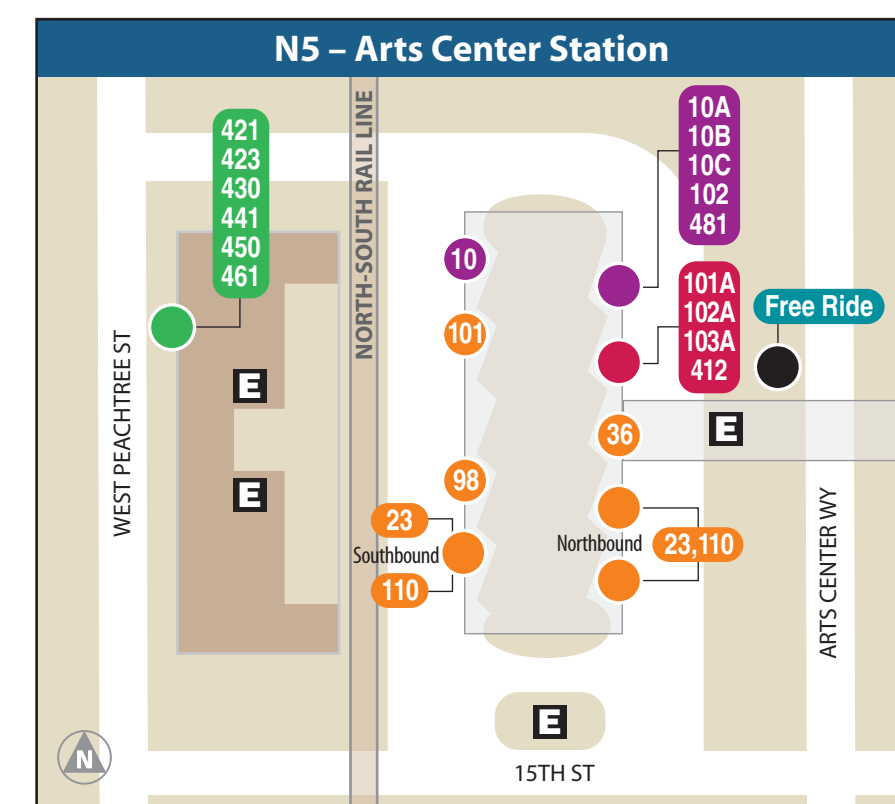 N5 – Arts Center Station
421
423
430
441
450
461
NORTH-SOUTH RAIL LINE
10A
10B
10C
102
481
10
101A
102A
103A
412
Free Ride
101
WEST PEACHTREE ST
E
36
E
98
E
23
Southbound
110
Northbound
23,110
ARTS CENTER WY
E
15TH ST
N